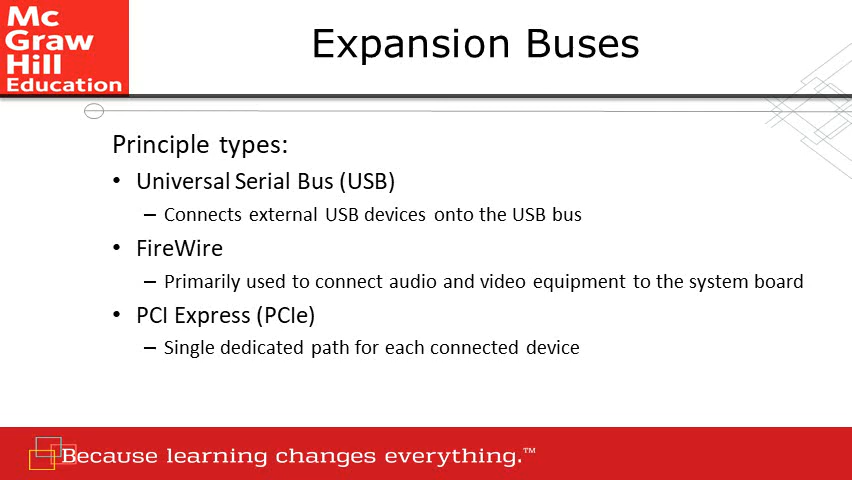 Mc
Graw
Hill
Education
Expansion Buses
Principle types:
• Universal Serial Bus (USB)
– Connects external USB devices onto the USB bus
• FireWire
– Primarily used to connect audio and video equipment to the system board
• PCI Express (PCIe)
– Single dedicated path for each connected device
Because learning changes everything.™